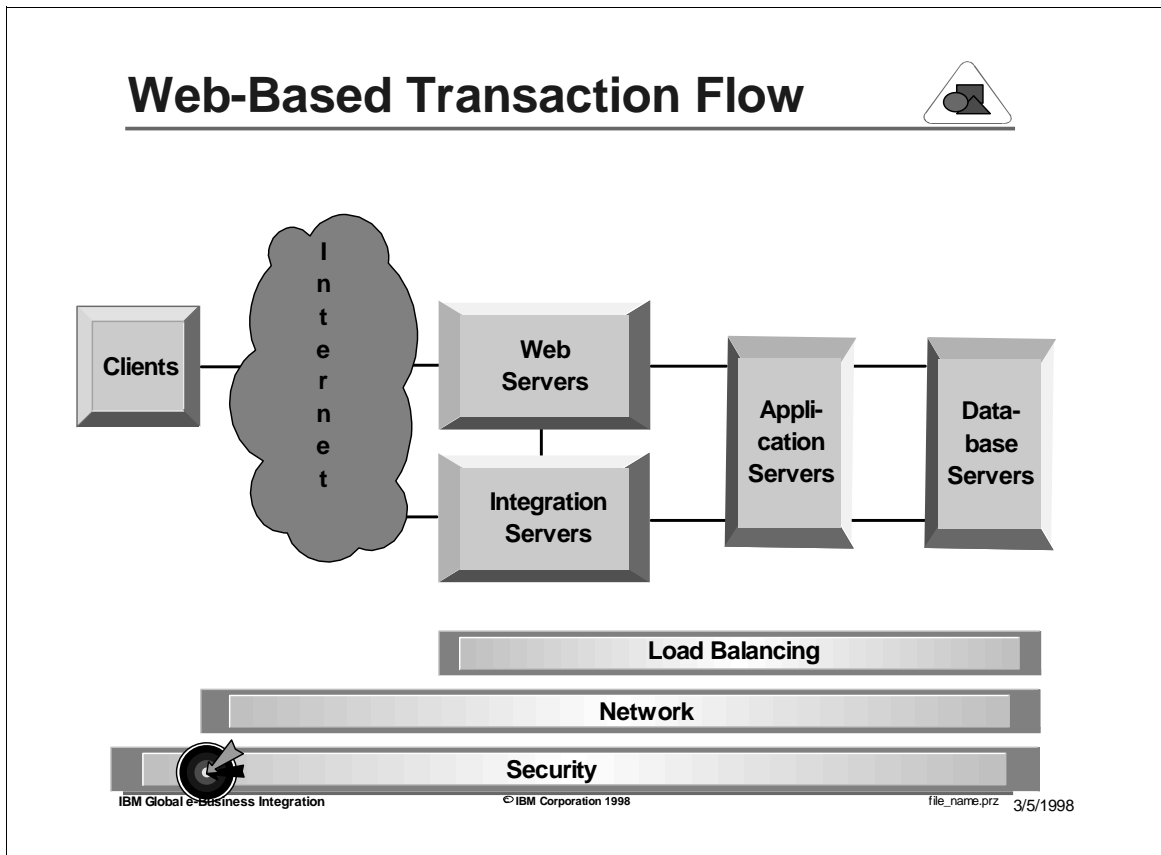 Web-Based Transaction Flow
Internet
Clients
Web
Servers
Integration
Servers
Appli-
cation
Servers
Data-
base
Servers
Load Balancing
Network
Security
IBM Global e-Business Integration
© IBM Corporation 1998
file_name.prz
3/5/1998